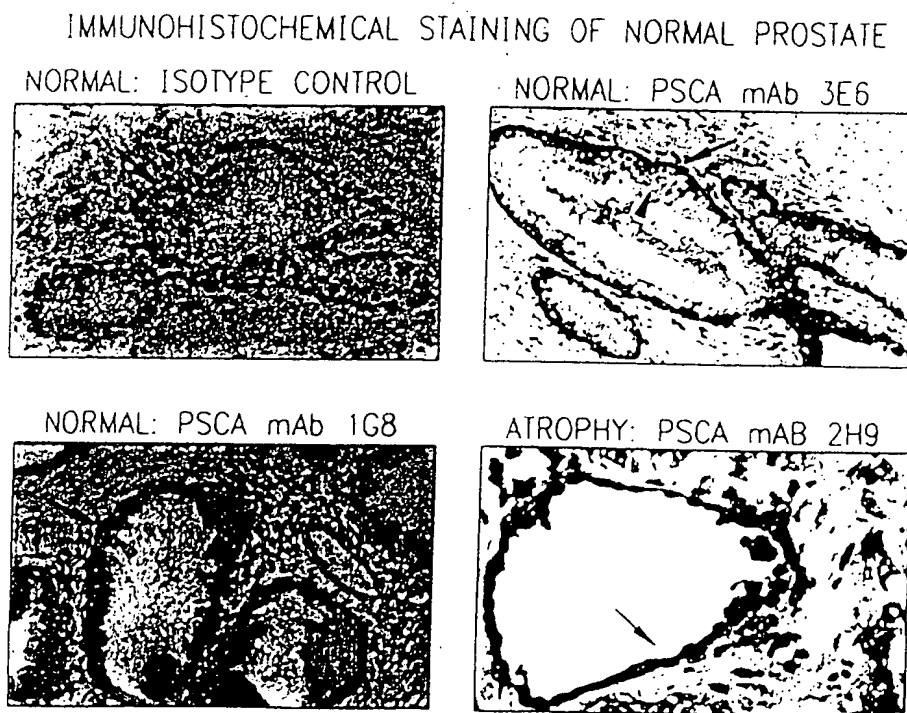 IMMUNOHISTOCHEMICAL STAINING OF NORMAL PROSTATE
NORMAL: ISOTYPE CONTROL
NORMAL: PSCA mAb 3E6
NORMAL: PSCA mAb 1G8
ATROPHY: PSCA mAB 2H9